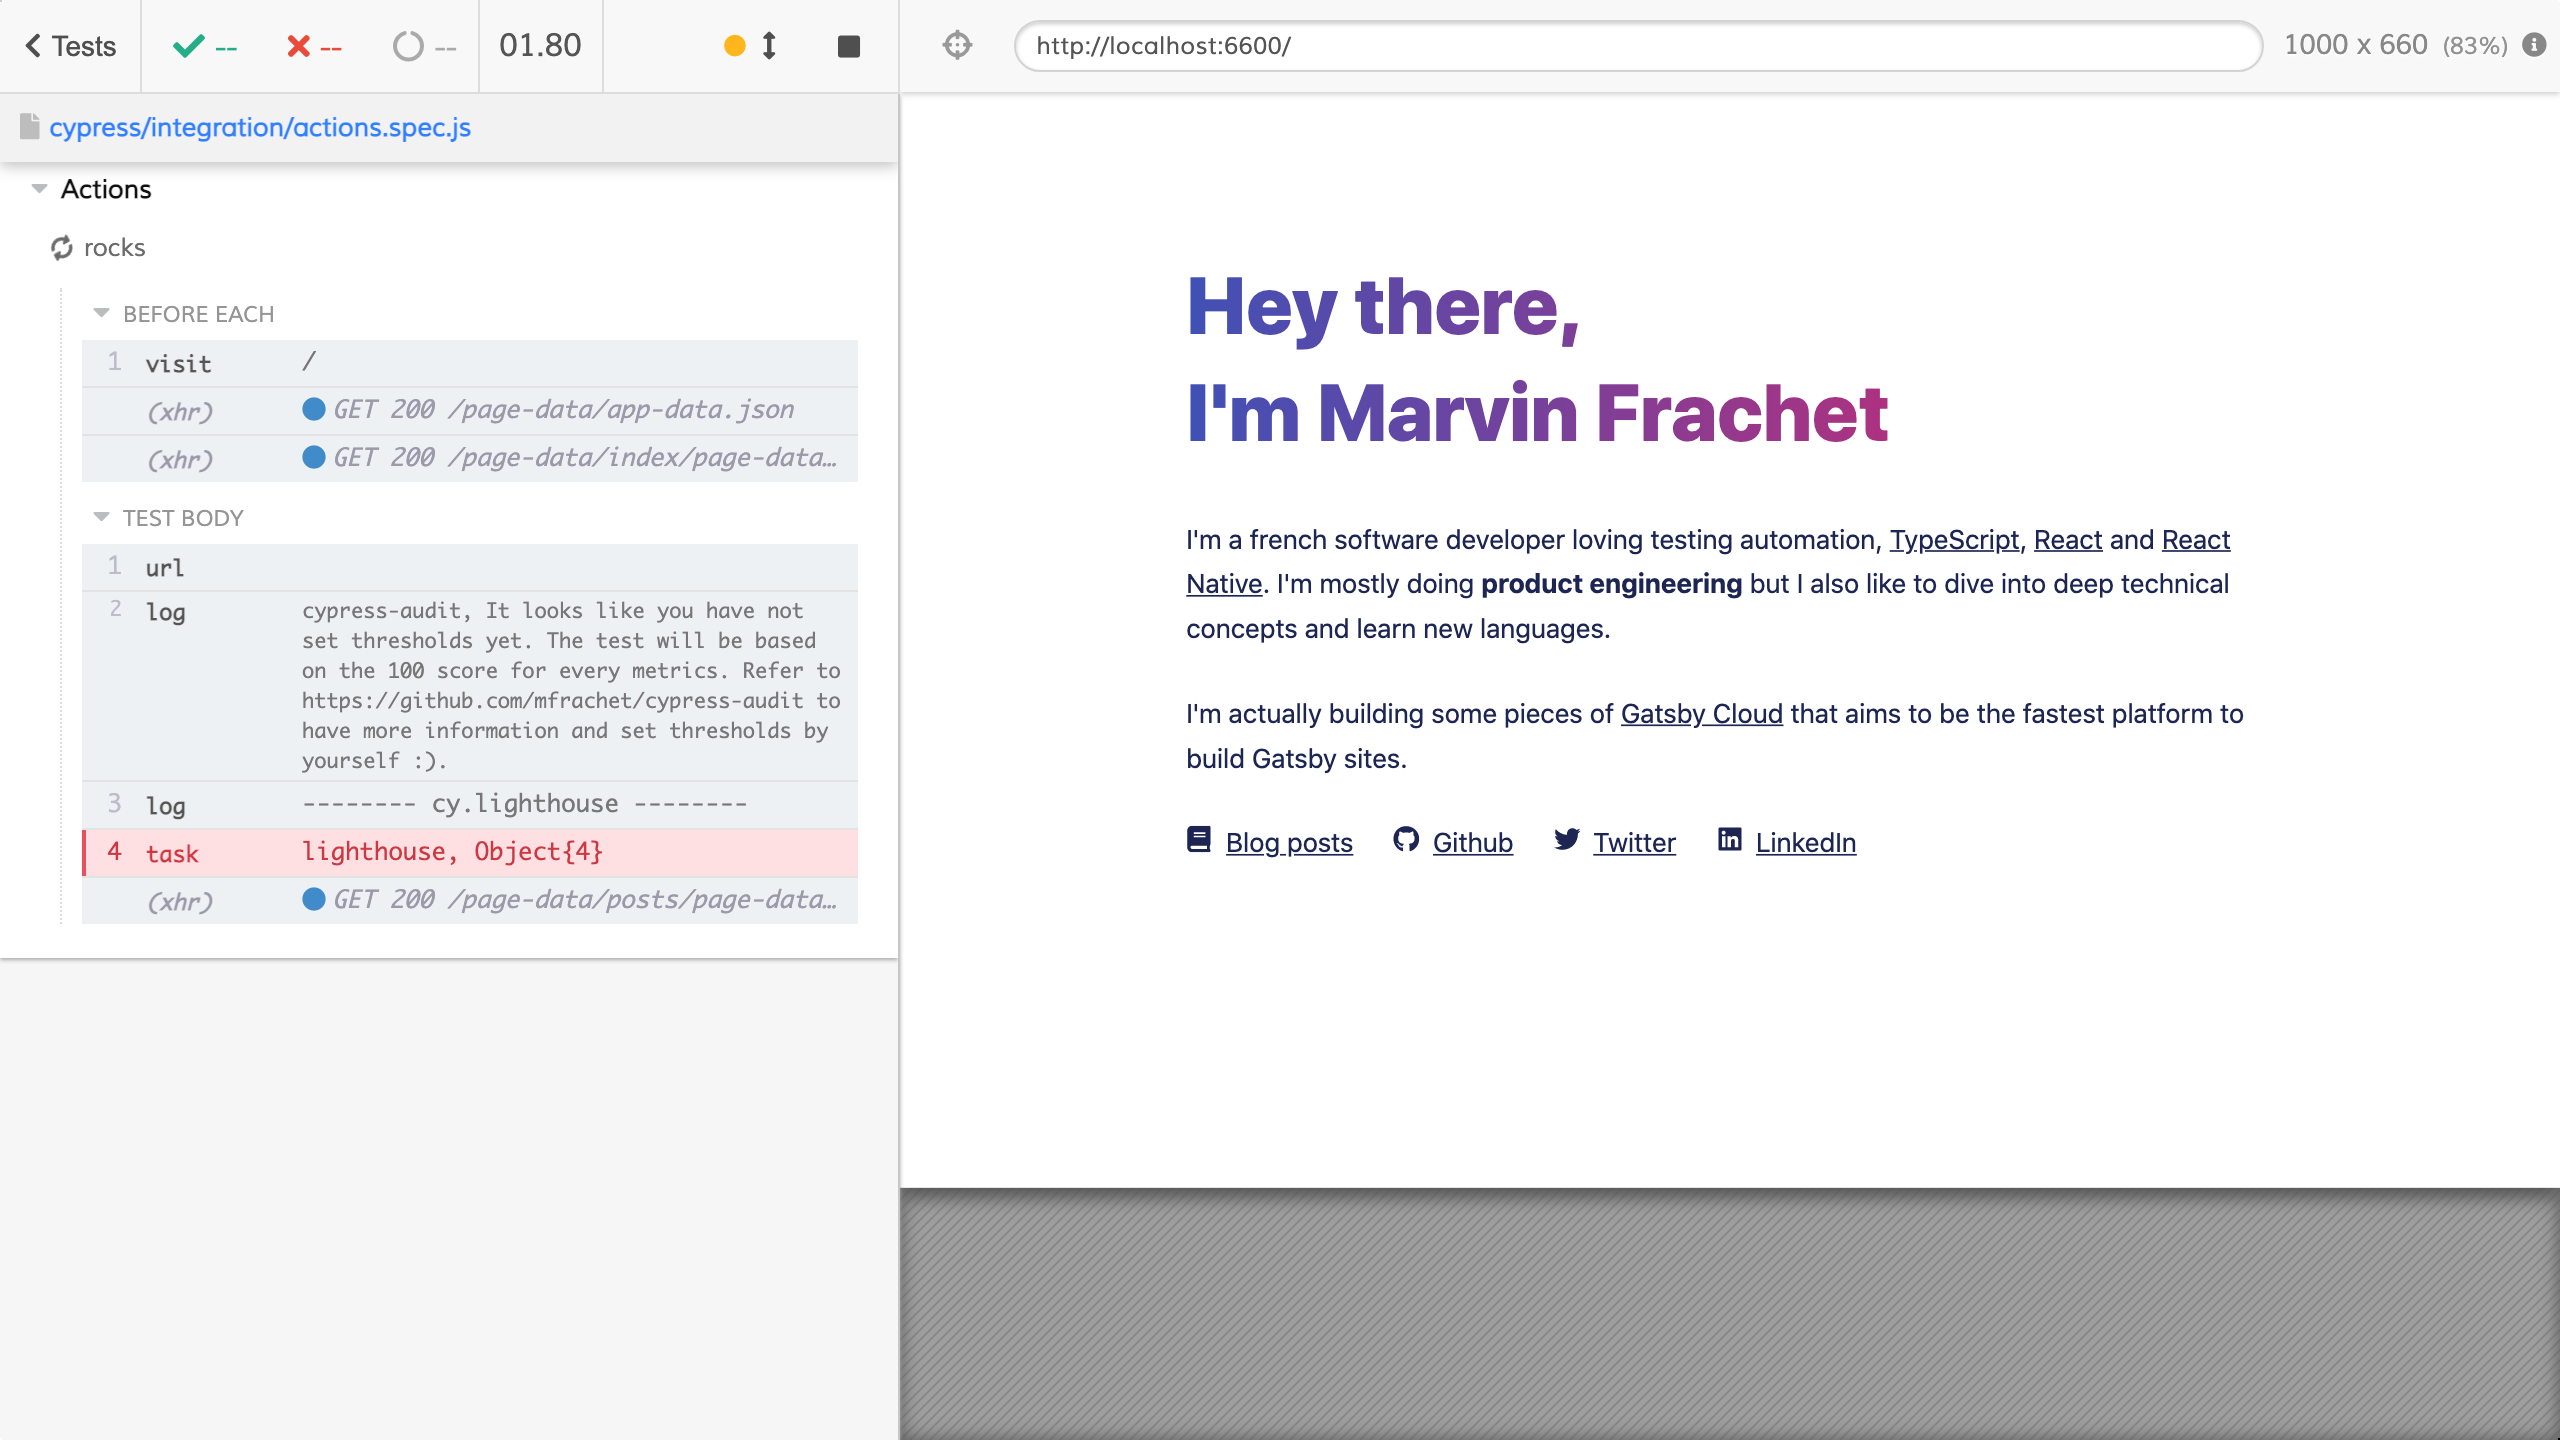 Tests
--
--
--
01.80
http://localhost:6600/
1000 x 660 (83%)
cypress/integration/actions.spec.js
Actions
rocks
BEFORE EACH
1 visit /
(xhr) GET 200 /page-data/app-data.json
(xhr) GET 200 /page-data/index/page-data…
TEST BODY
1 url
2 log cypress-audit, It looks like you have not
set thresholds yet. The test will be based
on the 100 score for every metrics. Refer to
https://github.com/mfrachet/cypress-audit to
have more information and set thresholds by
yourself :).
3 log -------- cy.lighthouse --------
4 task lighthouse, Object{4}
(xhr) GET 200 /page-data/posts/page-data…
Hey there,
I'm Marvin Frachet
I'm a french software developer loving testing automation, TypeScript, React and React
Native. I'm mostly doing product engineering but I also like to dive into deep technical
concepts and learn new languages.
I'm actually building some pieces of Gatsby Cloud that aims to be the fastest platform to
build Gatsby sites.
Blog posts Github Twitter LinkedIn